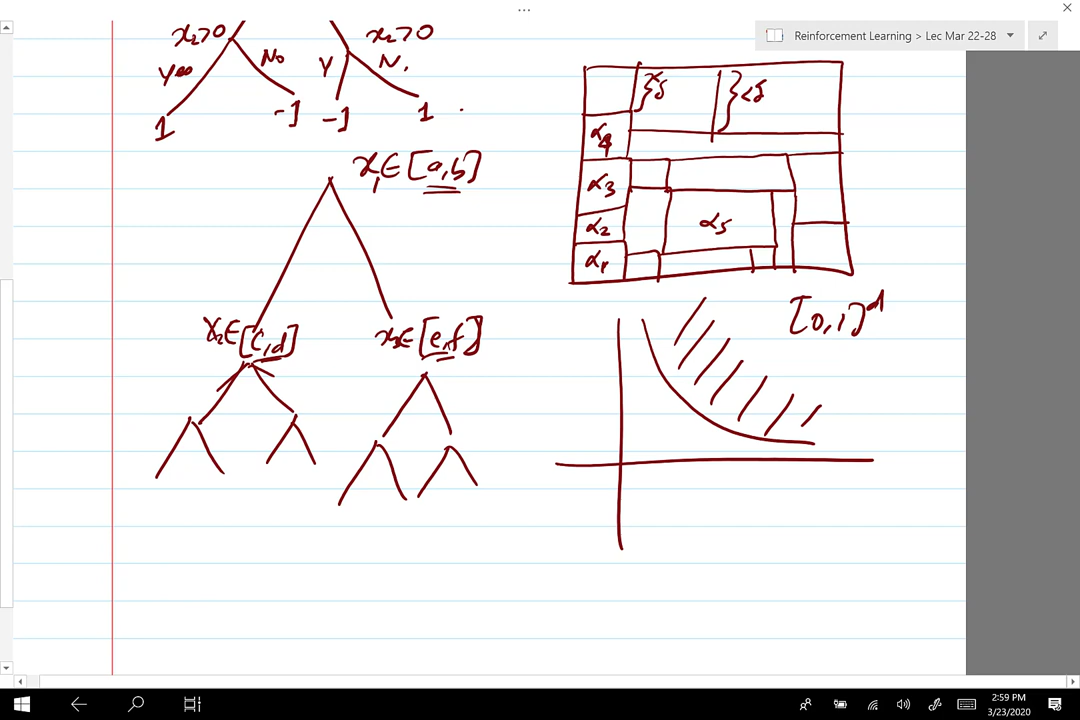 ...
Reinforcement Learning > Lec Mar 22-28
x₂>0
x₂>0
Yes
No
Y
N.
1
-1
-1
1
x₁∈[a,b]
x₂∈[c,d]
x₃∈[e,f]
}<δ
α4
α3
α2
α1
α5
[0,1]ᵈ
2:59 PM
3/23/2020